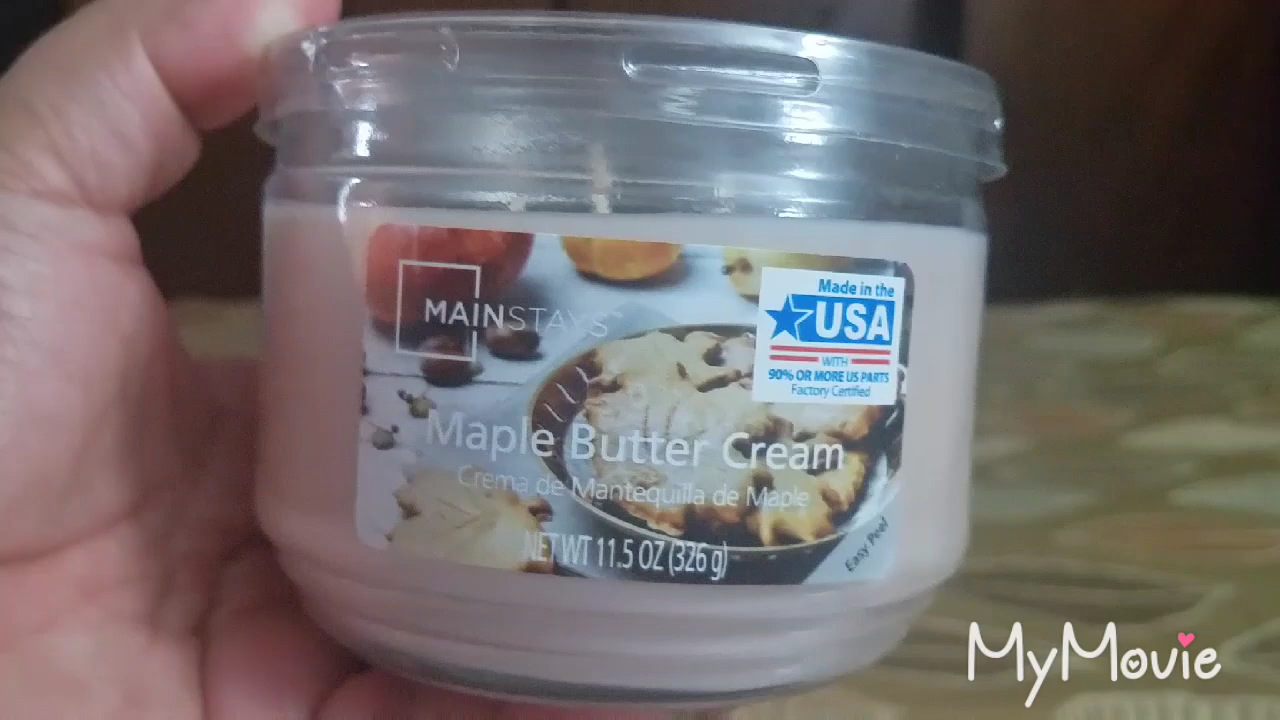 MAINSTAYS
Made in the
USA
WITH
90% OR MORE US PARTS
Factory Certified
Maple Butter Cream
Crema de Mantequilla de Maple
NET WT 11.5 OZ (326 g)
Easy Peel
MyMovie